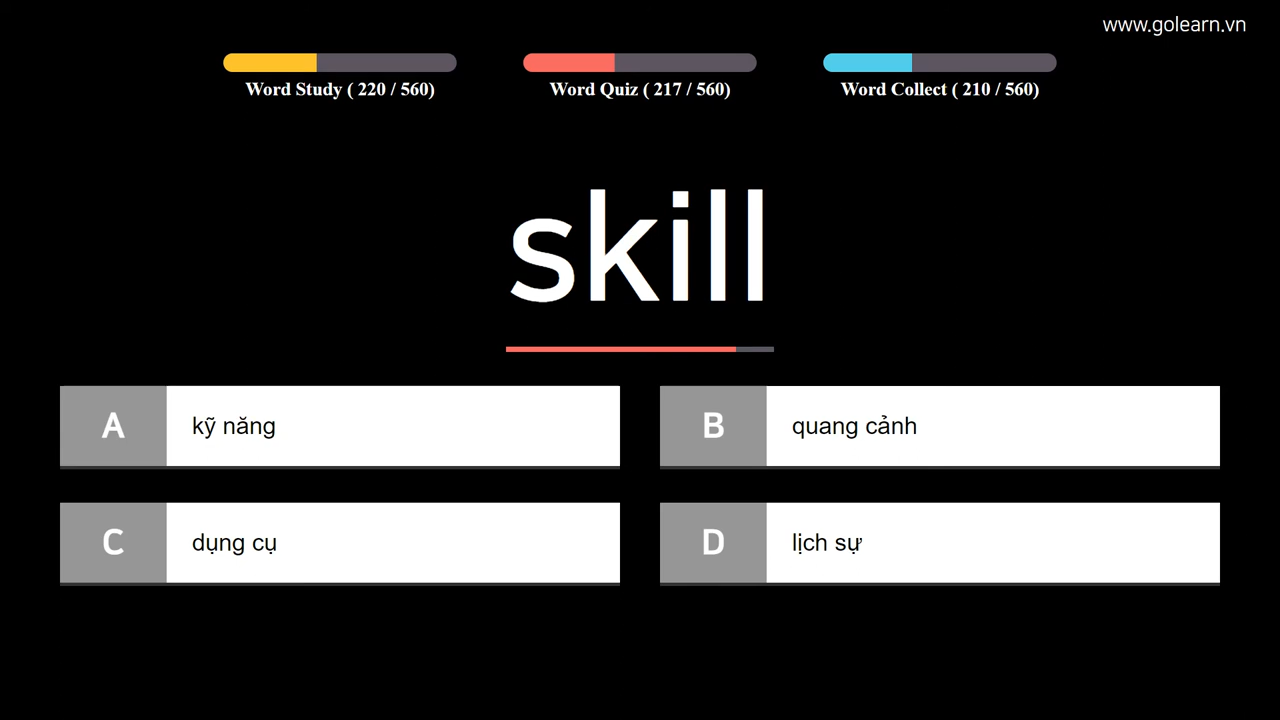 www.golearn.vn
Word Study ( 220 / 560)
Word Quiz ( 217 / 560)
Word Collect ( 210 / 560)
skill
A kỹ năng
B quang cảnh
C dụng cụ
D lịch sự